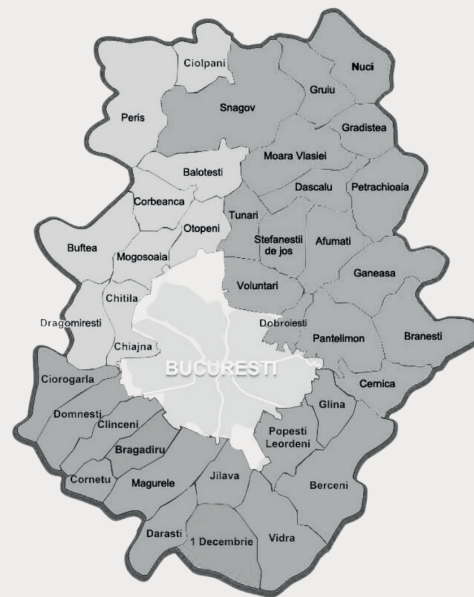 Ciolpani
Nuci
Gruiu
Snagov
Peris
Gradistea
Moara Vlasiei
Balotesti
Dascalu
Petrachioaia
Corbeanca
Tunari
Otopeni
Stefanestii
de jos
Afumati
Buftea
Mogosoaia
Ganeasa
Voluntari
Chitila
Dragomiresti
Dobroiesti
Pantelimon
Branesti
Chiajna
BUCURESTI
Ciorogarla
Cernica
Glina
Domnesti
Clinceni
Popesti
Leordeni
Bragadiru
Cornetu
Magurele
Jilava
Berceni
Darasti
1 Decembrie
Vidra